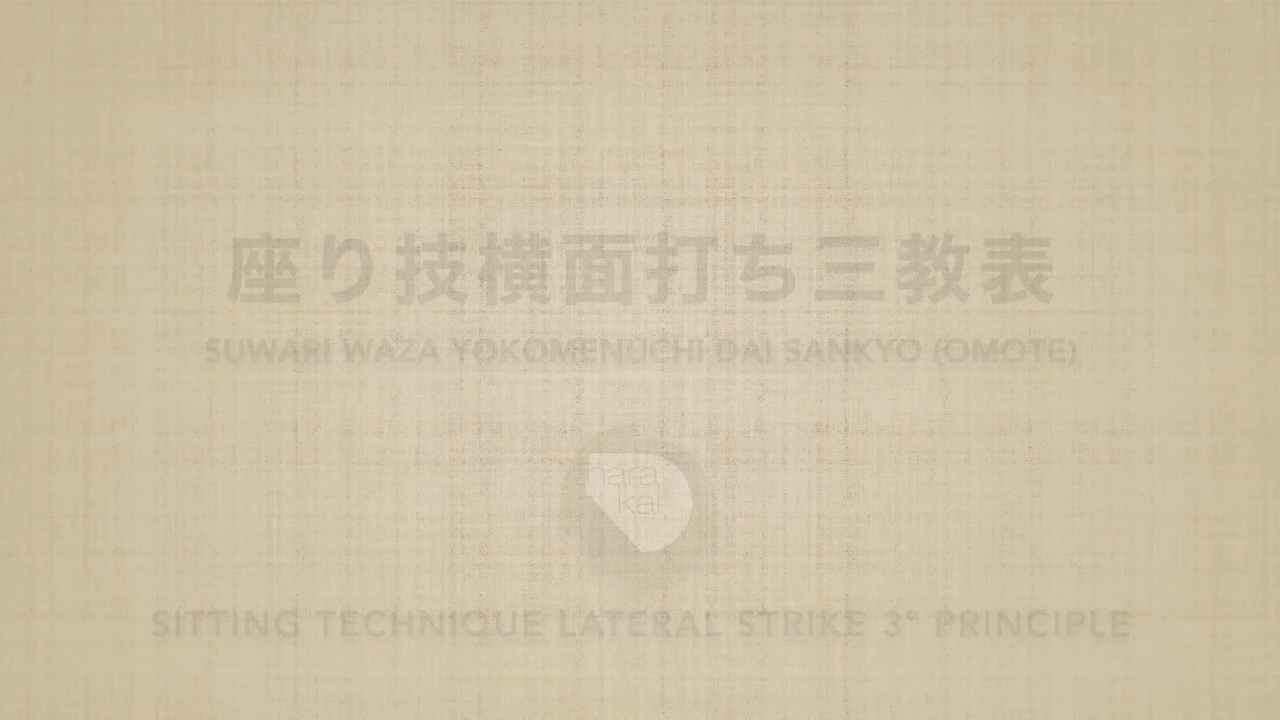 座り技横面打ち三教表
SUWARI WAZA YOKOMENUCHI DAI SANKYO (OMOTE)
hara
kai
SITTING TECHNIQUE LATERAL STRIKE 3° PRINCIPLE